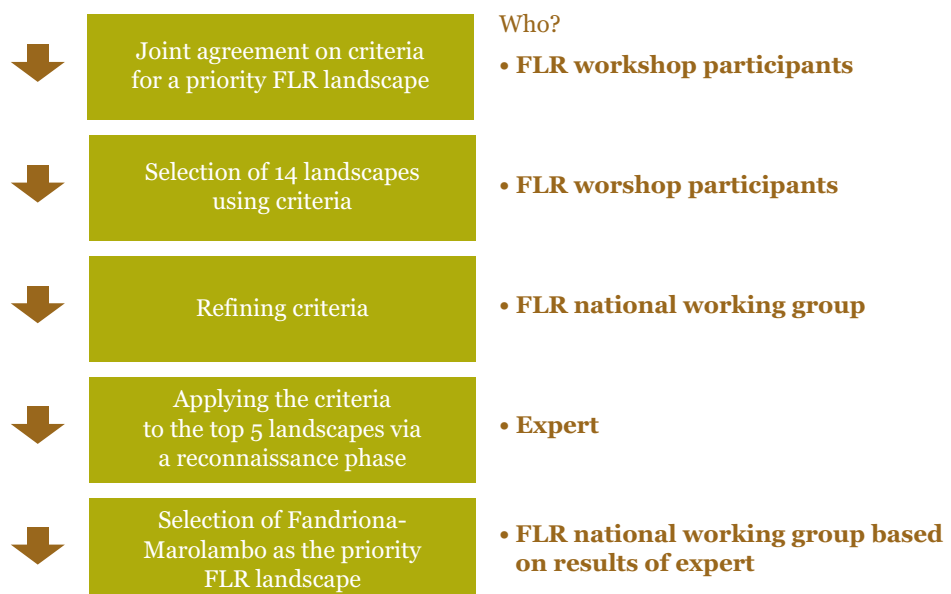 Who?
Joint agreement on criteria
for a priority FLR landscape
• FLR workshop participants
Selection of 14 landscapes
using criteria
• FLR worshop participants
Refining criteria
• FLR national working group
Applying the criteria
to the top 5 landscapes via
a reconnaissance phase
• Expert
Selection of Fandriona-
Marolambo as the priority
FLR landscape
• FLR national working group based
on results of expert